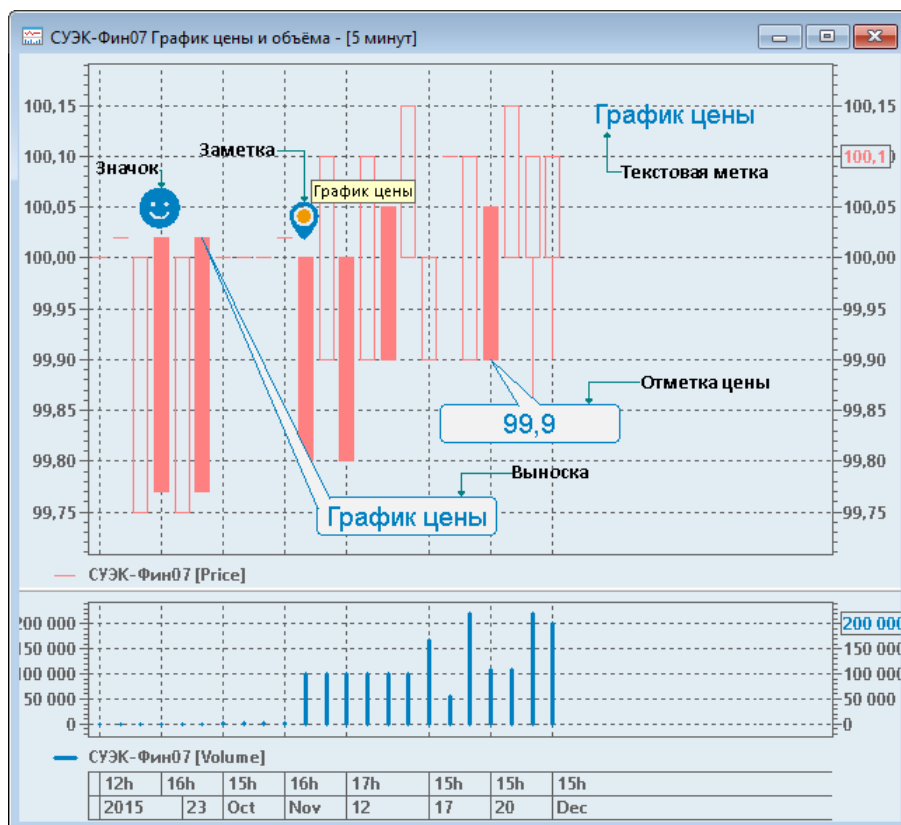 СУЭК-Фин07 График цены и объёма - [5 минут]
100,15 100,15
График цены
Заметка
100,10 100,1
Значок
Текстовая метка
График цены
100,05 100,05
100,00 100,00
99,95 99,95
99,90 99,90
Отметка цены
99,85 99,85
99,9
99,80 99,80
Выноска
99,75 99,75
График цены
СУЭК-Фин07 [Price]
200 000 200 000
150 000 150 000
100 000 100 000
50 000 50 000
0 0
СУЭК-Фин07 [Volume]
12h 16h 15h 16h 17h 15h 15h 15h
2015 23 Oct Nov 12 17 20 Dec